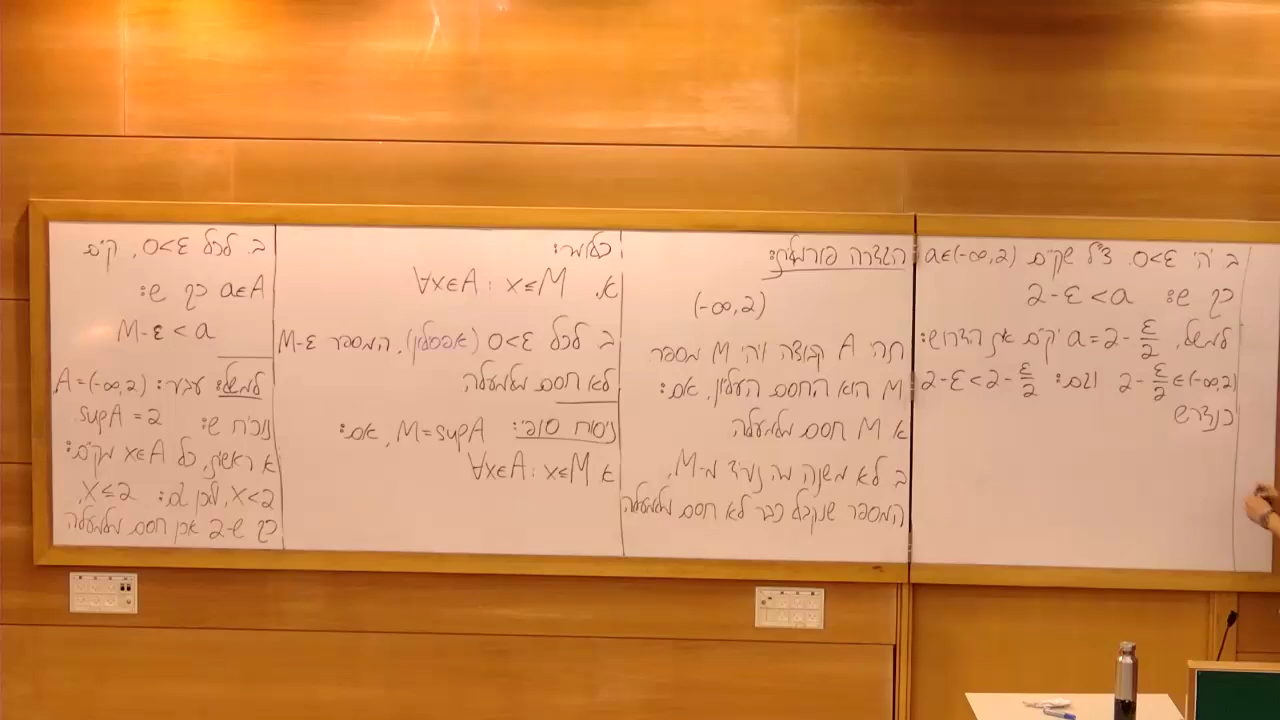 הגדרה פורמלית:
(-∞,2)
תהי A קבוצה ויהי M מספר
M הוא החסם העליון, אם:
א M חסם מלמעלה
ב לא משנה מה נוריד מ-M,
המספר שנקבל כבר לא חסם מלמעלה
כלומר:
א. ∀x∈A: x≤M
ב לכל 0<ε (אפסילון), המספר M-ε
לא חסם מלמעלה
ניסוח סופי: M=supA, אם:
א ∀x∈A: x≤M
ב. לכל 0<ε, קיים
a∈A כך ש:
M-ε<a
למשל: עבור: A=(-∞,2)
נוכיח ש: supA=2.
א ראשית, כל x∈A מקיים:
x<2, ולכן גם: x≤2,
כך ש-2 אכן חסם מלמעלה
ב יהי 0<ε. צ"ל שקיים a∈(-∞,2)
כך ש: 2-ε<a
למשל, a=2-ε/2 יקיים את הדרוש:
2-ε/2∈(-∞,2) וגם: 2-ε<2-ε/2
כנדרש